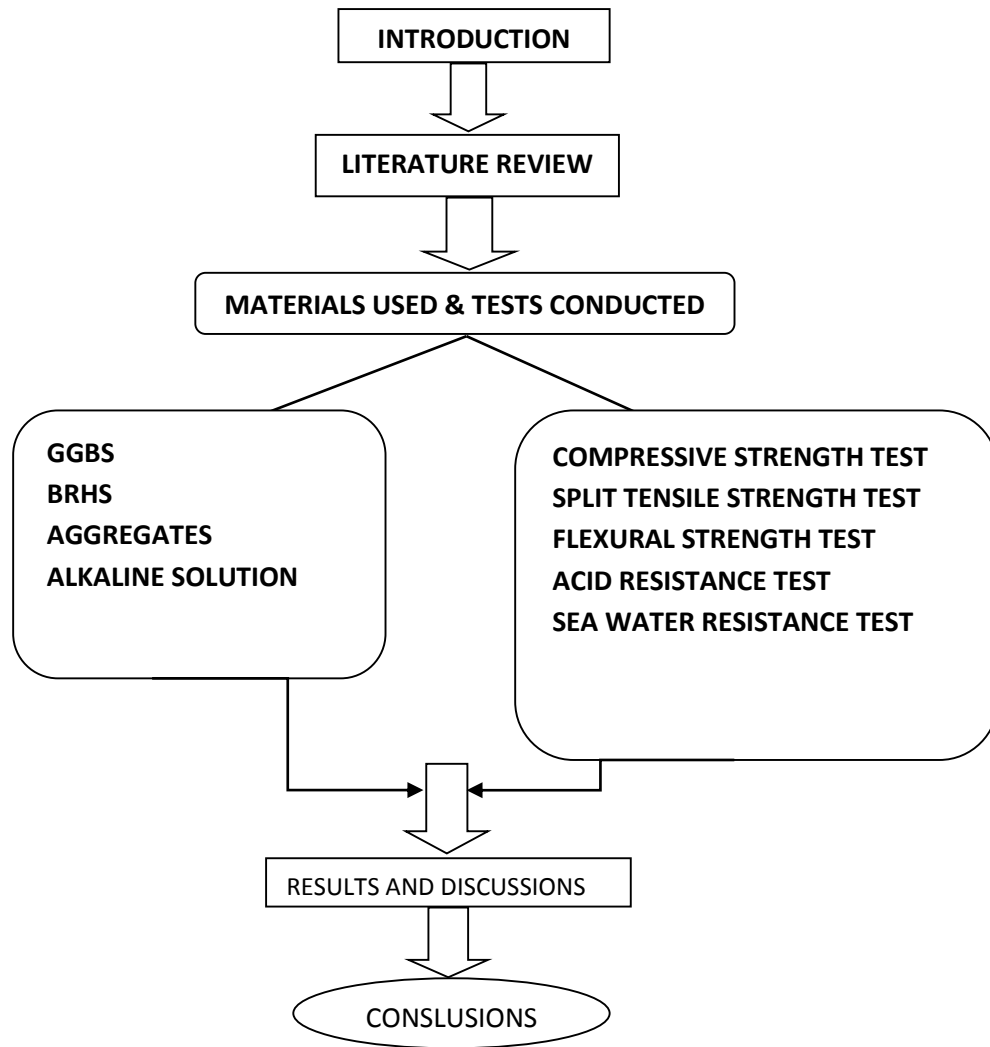 INTRODUCTION
LITERATURE REVIEW
MATERIALS USED & TESTS CONDUCTED
GGBS
BRHS
AGGREGATES
ALKALINE SOLUTION
COMPRESSIVE STRENGTH TEST
SPLIT TENSILE STRENGTH TEST
FLEXURAL STRENGTH TEST
ACID RESISTANCE TEST
SEA WATER RESISTANCE TEST
RESULTS AND DISCUSSIONS
CONSLUSIONS